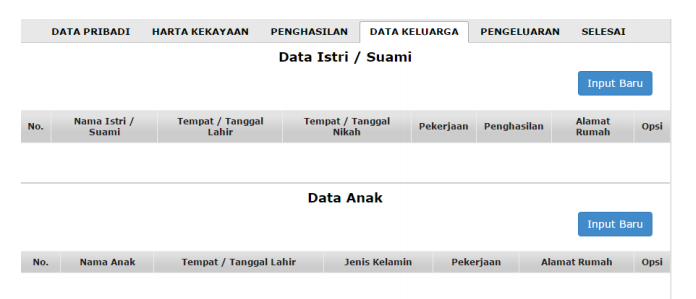 DATA PRIBADI HARTA KEKAYAAN PENGHASILAN DATA KELUARGA PENGELUARAN SELESAI
Data Istri / Suami
Input Baru
No. Nama Istri / Suami Tempat / Tanggal Lahir Tempat / Tanggal Nikah Pekerjaan Penghasilan Alamat Rumah Opsi
Data Anak
Input Baru
No. Nama Anak Tempat / Tanggal Lahir Jenis Kelamin Pekerjaan Alamat Rumah Opsi